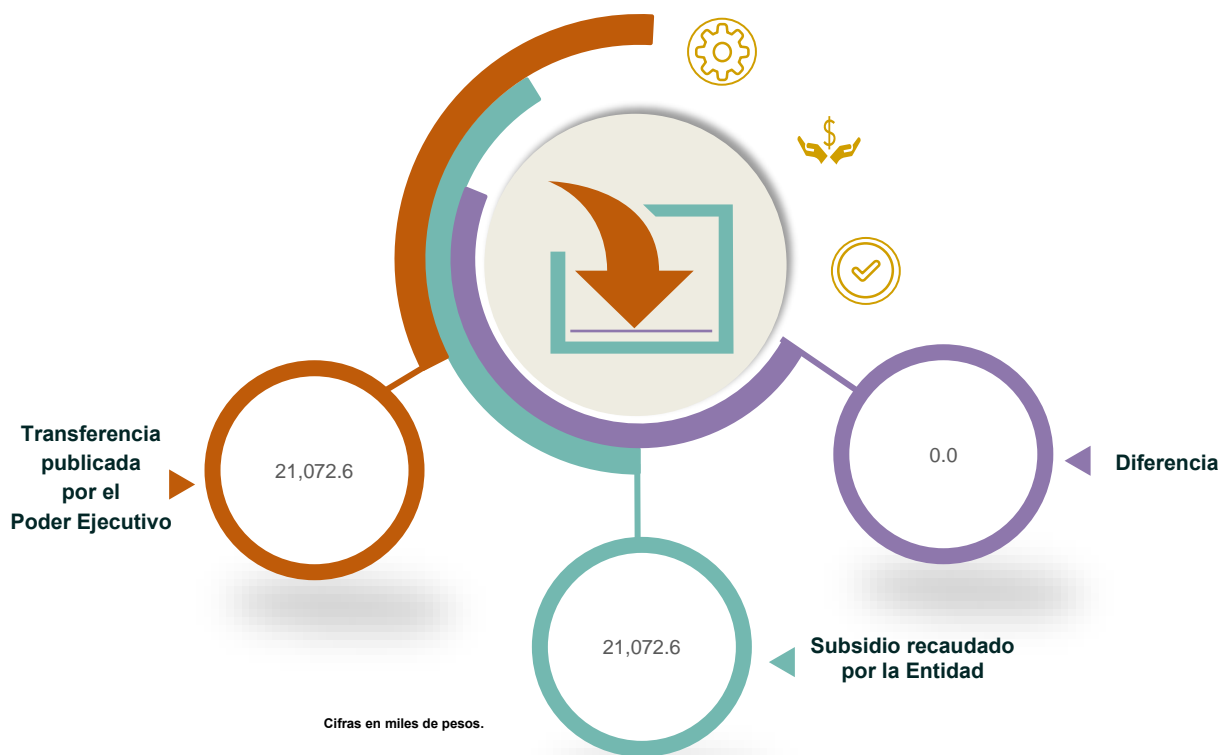 Transferencia
publicada
por el
Poder Ejecutivo
21,072.6
21,072.6
Subsidio recaudado
por la Entidad
0.0
Diferencia
Cifras en miles de pesos.
$